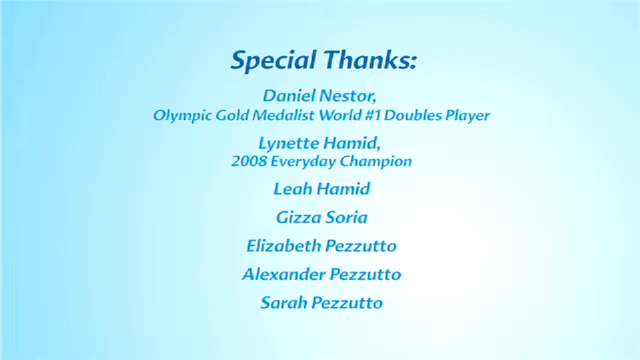 Special Thanks:
Daniel Nestor,
Olympic Gold Medalist World #1 Doubles Player
Lynette Hamid,
2008 Everyday Champion
Leah Hamid
Gizza Soria
Elizabeth Pezzutto
Alexander Pezzutto
Sarah Pezzutto